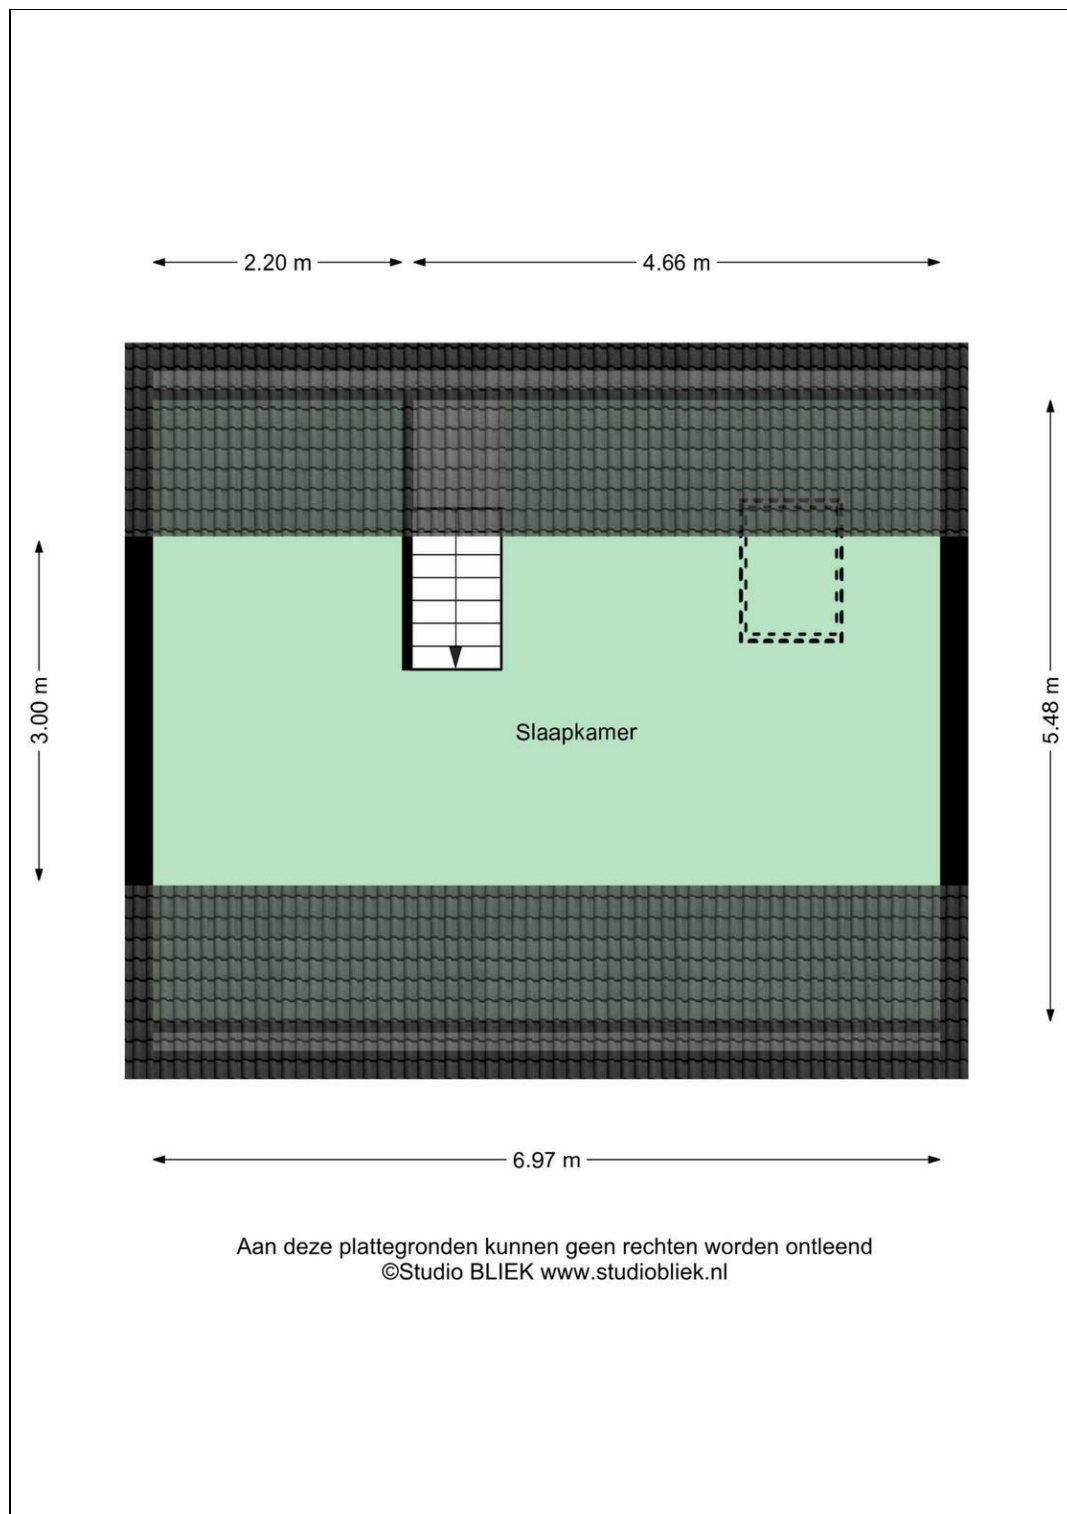 2.20 m
4.66 m
3.00 m
5.48 m
Slaapkamer
6.97 m
Aan deze plattegronden kunnen geen rechten worden ontleend
©Studio BLIEK www.studiobliek.nl